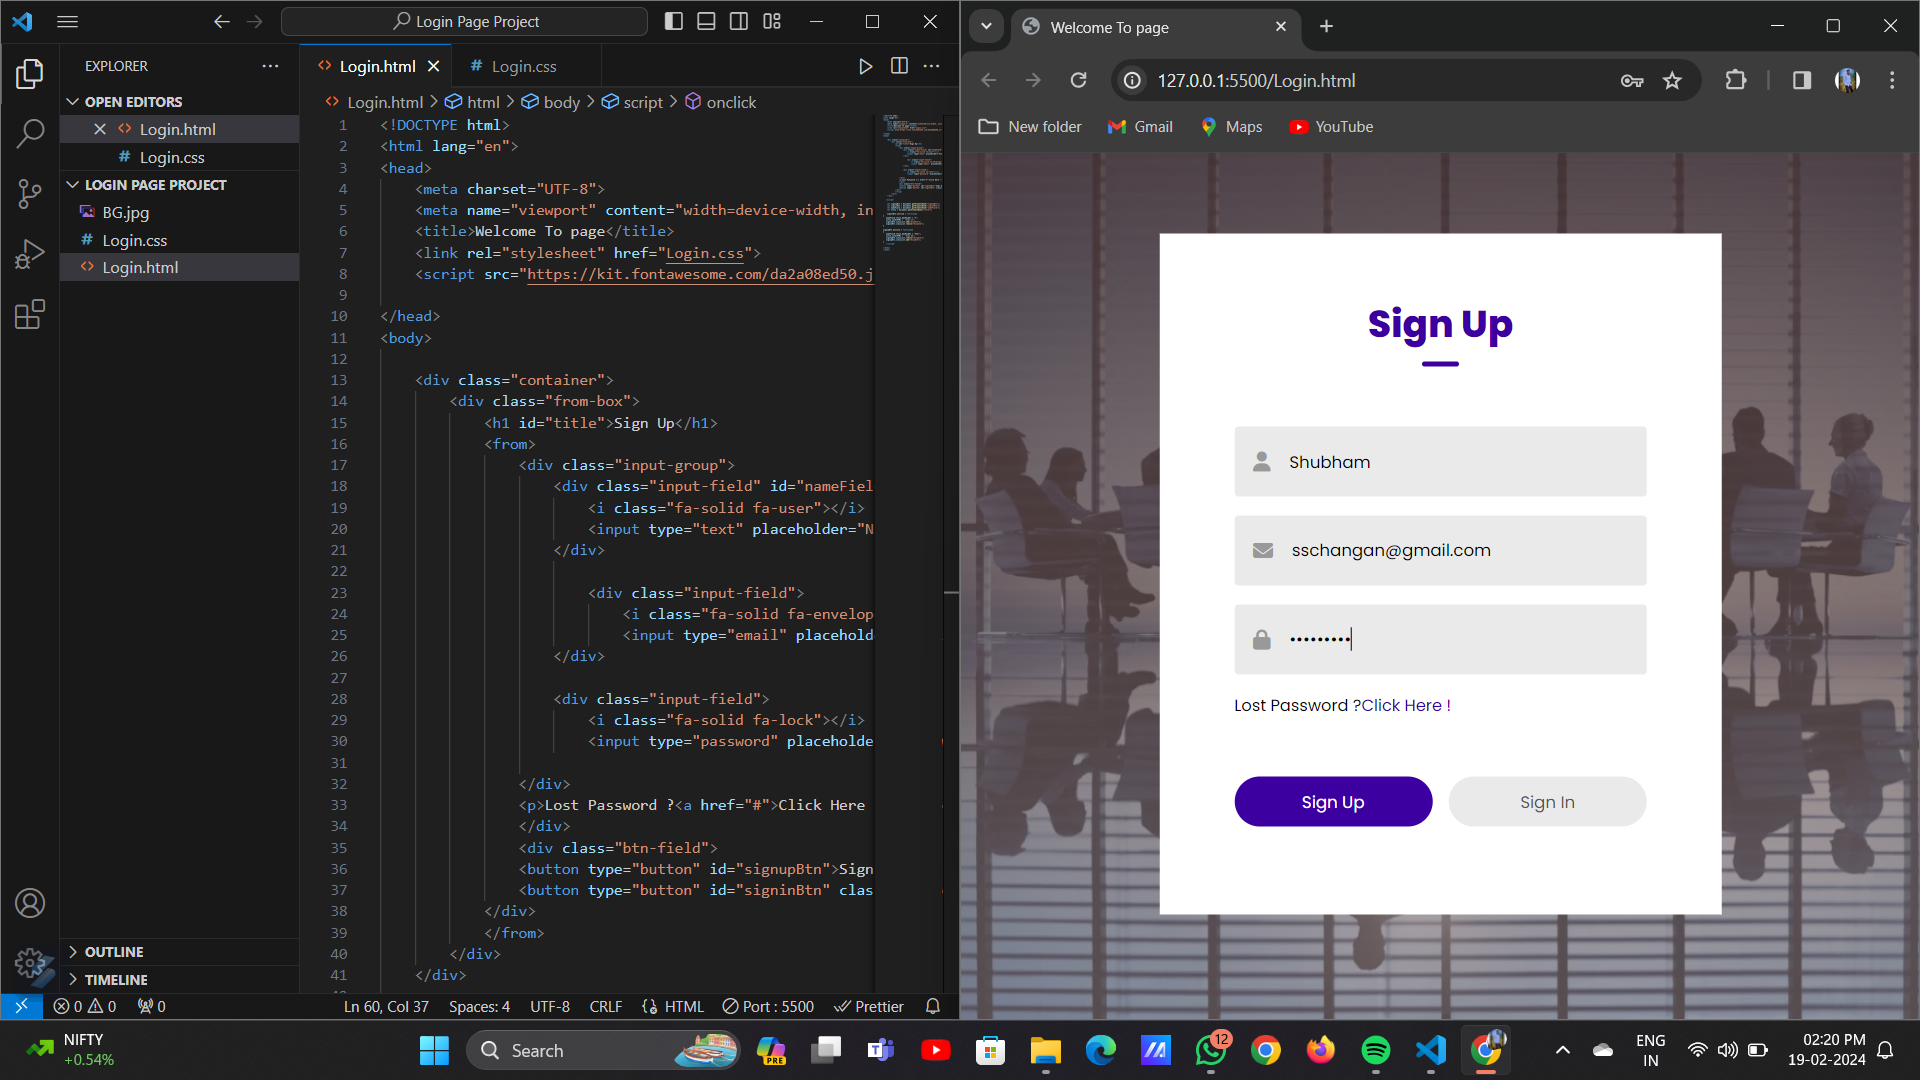 Login Page Project
EXPLORER
OPEN EDITORS
Login.html
# Login.css
LOGIN PAGE PROJECT
BG.jpg
# Login.css
Login.html
OUTLINE
TIMELINE
Login.html
# Login.css
Login.html > html > body > script > onclick
1 <!DOCTYPE html>
2 <html lang="en">
3 <head>
4 <meta charset="UTF-8">
5 <meta name="viewport" content="width=device-width, in
6 <title>Welcome To page</title>
7 <link rel="stylesheet" href="Login.css">
8 <script src="https://kit.fontawesome.com/da2a08ed50.j
9
10 </head>
11 <body>
12
13 <div class="container">
14 <div class="from-box">
15 <h1 id="title">Sign Up</h1>
16 <from>
17 <div class="input-group">
18 <div class="input-field" id="nameFiel
19 <i class="fa-solid fa-user"></i>
20 <input type="text" placeholder="N
21 </div>
22
23 <div class="input-field">
24 <i class="fa-solid fa-envelop
25 <input type="email" placehold
26 </div>
27
28 <div class="input-field">
29 <i class="fa-solid fa-lock"></i>
30 <input type="password" placeholde
31
32 </div>
33 <p>Lost Password ?<a href="#">Click Here
34 </div>
35 <div class="btn-field">
36 <button type="button" id="signupBtn">Sign
37 <button type="button" id="signinBtn" clas
38 </div>
39 </from>
40 </div>
41 </div>
0 0 0
Ln 60, Col 37 Spaces: 4 UTF-8 CRLF HTML Port : 5500 Prettier
Welcome To page
127.0.0.1:5500/Login.html
New folder Gmail Maps YouTube
Sign Up
Shubham
sschangan@gmail.com
•••••••••
Lost Password ?Click Here !
Sign Up Sign In
NIFTY
+0.54%
Search
PRE
12
ENG
IN
02:20 PM
19-02-2024